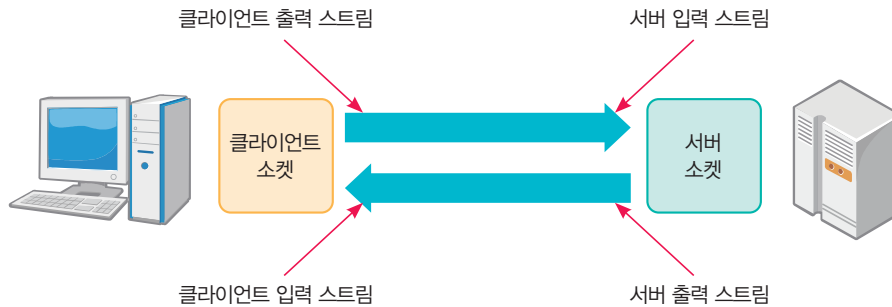 클라이언트 출력 스트림
서버 입력 스트림
클라이언트
소켓
서버
소켓
클라이언트 입력 스트림
서버 출력 스트림